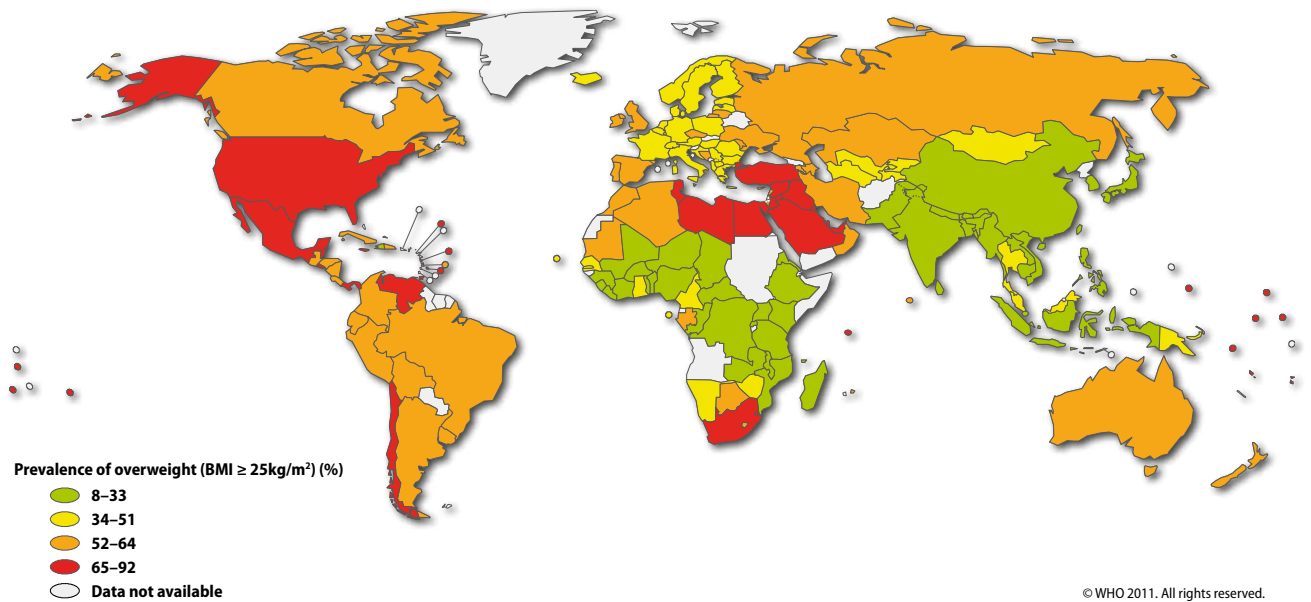 Prevalence of overweight (BMI ≥ 25kg/m²) (%)
8–33
34–51
52–64
65–92
Data not available
© WHO 2011. All rights reserved.